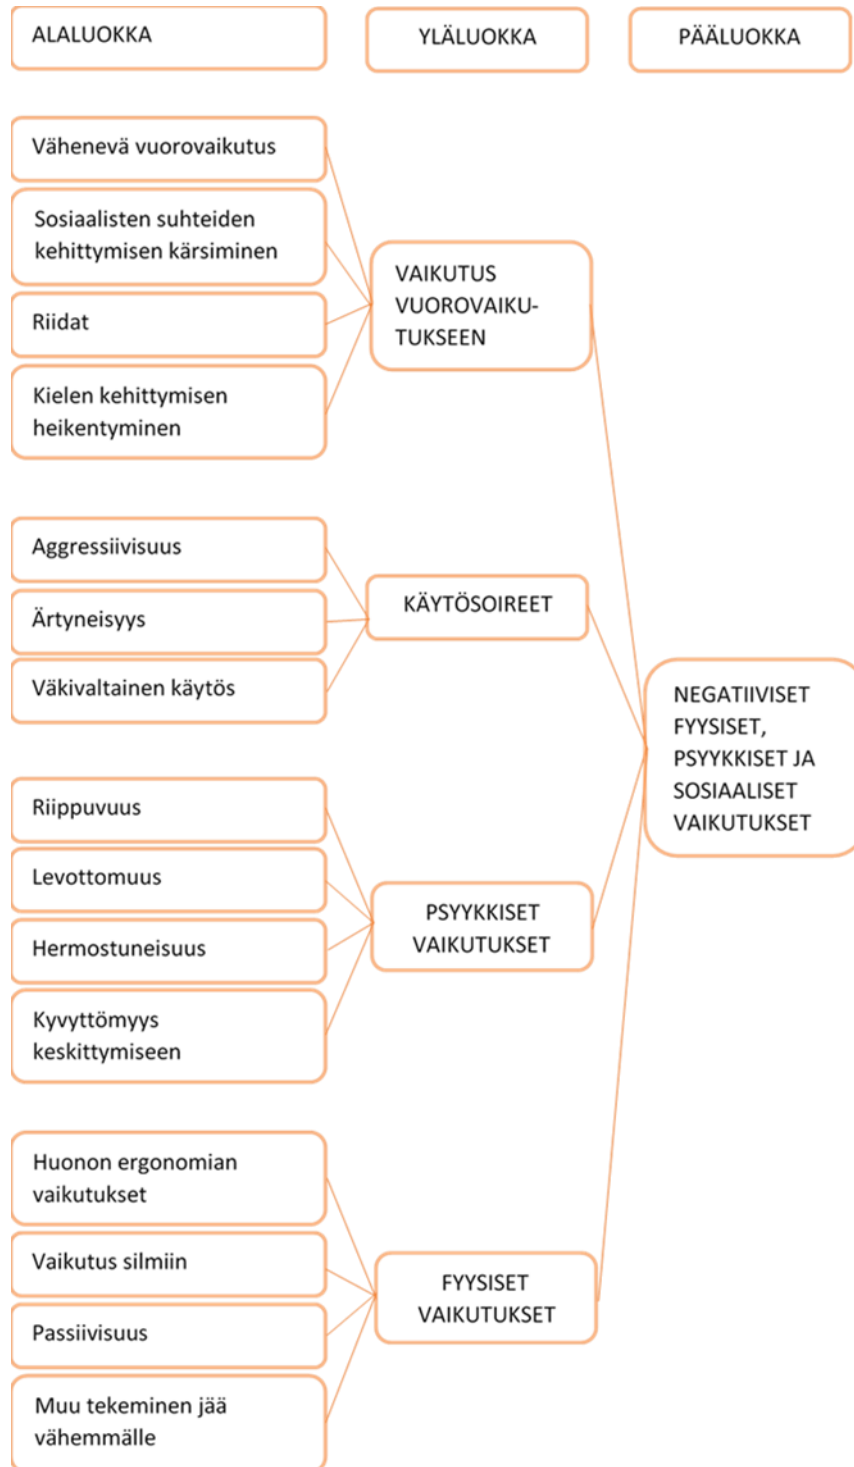 ALALUOKKA
YLÄLUOKKA
PÄÄLUOKKA
Vähenevä vuorovaikutus
Sosiaalisten suhteiden
kehittymisen kärsiminen
Riidat
Kielen kehittymisen
heikentyminen
VAIKUTUS
VUOROVAIKU-
TUKSEEN
Aggressiivisuus
Ärtyneisyys
Väkivaltainen käytös
KÄYTÖSOIREET
Riippuvuus
Levottomuus
Hermostuneisuus
Kyvyttömyys
keskittymiseen
PSYYKKISET
VAIKUTUKSET
Huonon ergonomian
vaikutukset
Vaikutus silmiin
Passiivisuus
Muu tekeminen jää
vähemmälle
FYYSISET
VAIKUTUKSET
NEGATIIVISET
FYYSISET,
PSYYKKISET JA
SOSIAALISET
VAIKUTUKSET